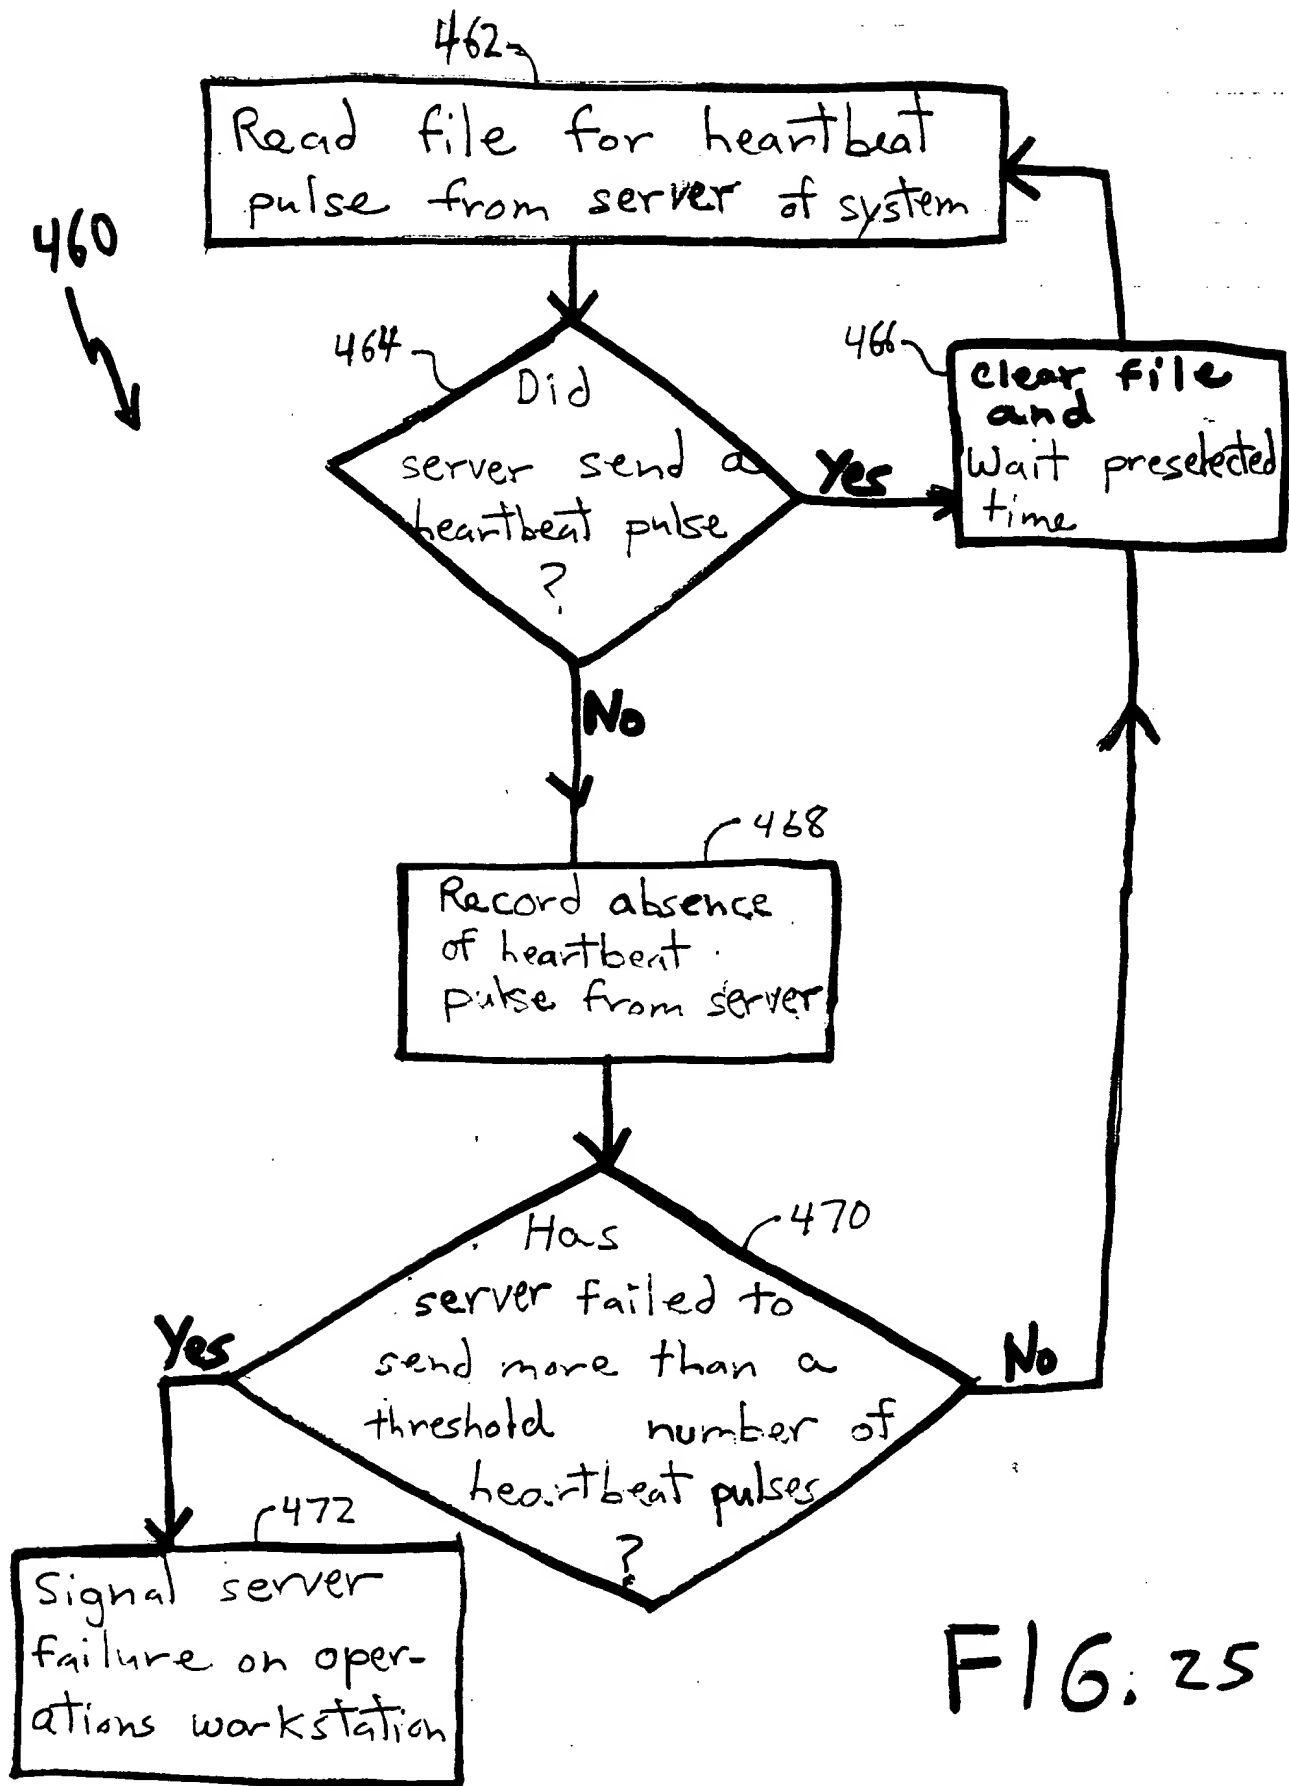 462
Read file for heartbeat
pulse from server of system
460
464
Did
server send a
heartbeat pulse
?
Yes
466
clear file
and
Wait preselected
time
No
468
Record absence
of heartbeat
pulse from server
470
Has
server failed to
send more than a
threshold number of
heartbeat pulses
?
Yes
No
472
Signal server
failure on oper-
ations workstation
FIG. 25